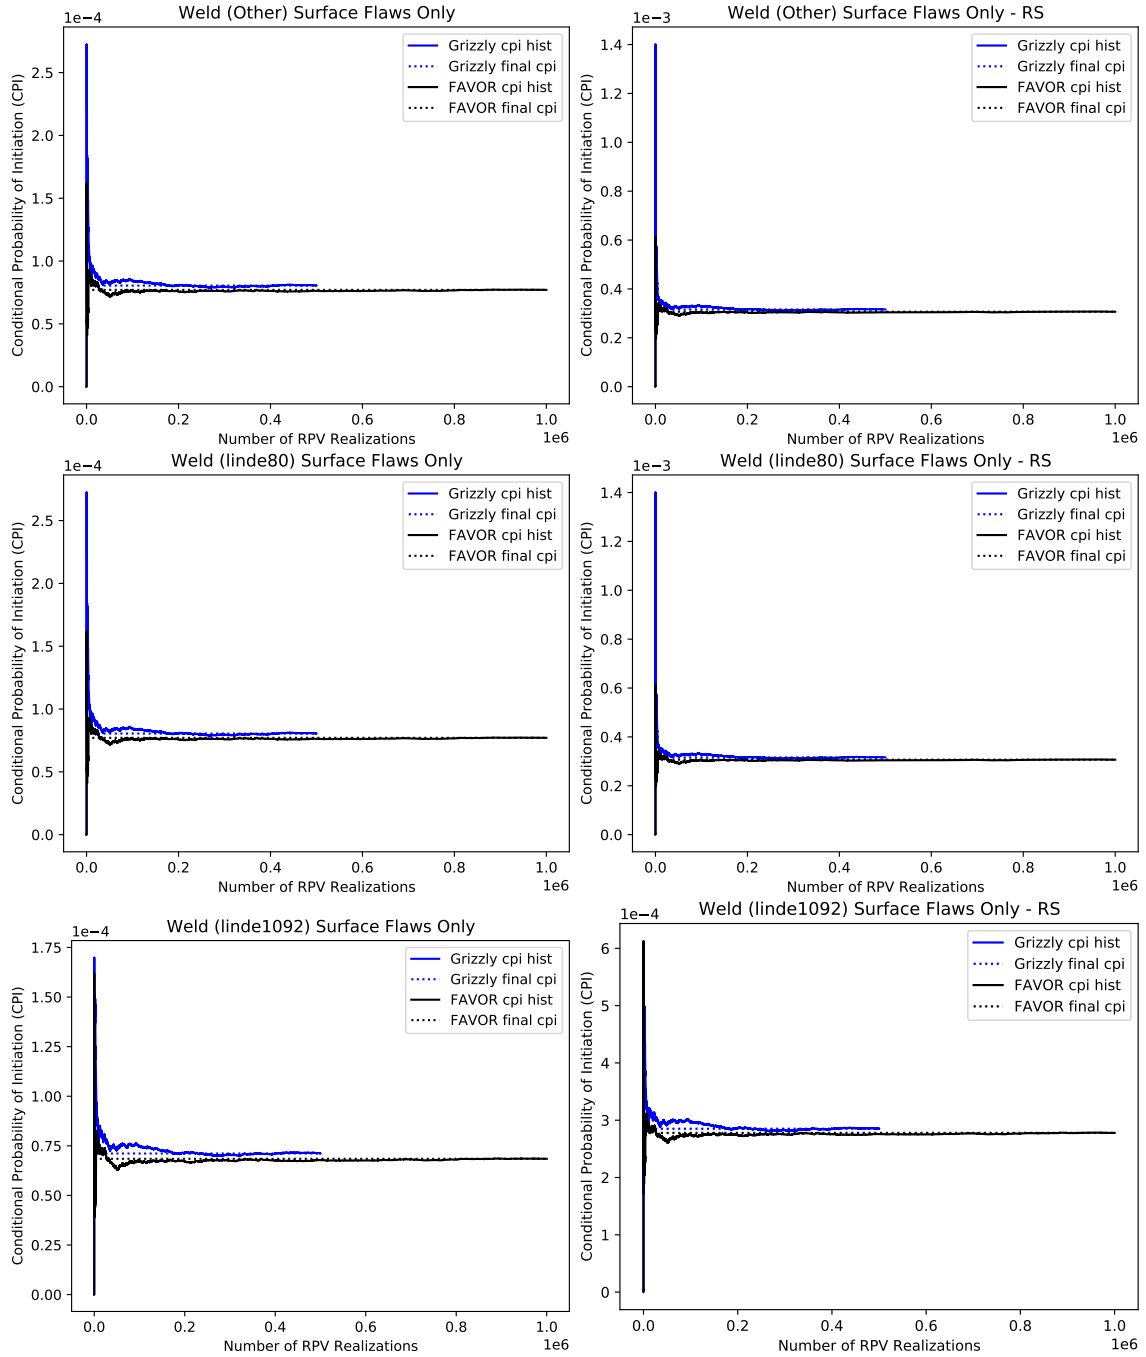 Weld (Other) Surface Flaws Only
1e−4
Conditional Probability of Initiation (CPI)
2.5
2.0
1.5
1.0
0.5
0.0
Grizzly cpi hist
Grizzly final cpi
FAVOR cpi hist
FAVOR final cpi
0.0 0.2 0.4 0.6 0.8 1.0
Number of RPV Realizations
1e6
Weld (Other) Surface Flaws Only - RS
1e−3
Conditional Probability of Initiation (CPI)
1.4
1.2
1.0
0.8
0.6
0.4
0.2
0.0
Grizzly cpi hist
Grizzly final cpi
FAVOR cpi hist
FAVOR final cpi
0.0 0.2 0.4 0.6 0.8 1.0
Number of RPV Realizations
1e6
Weld (linde80) Surface Flaws Only
1e−4
Conditional Probability of Initiation (CPI)
2.5
2.0
1.5
1.0
0.5
0.0
Grizzly cpi hist
Grizzly final cpi
FAVOR cpi hist
FAVOR final cpi
0.0 0.2 0.4 0.6 0.8 1.0
Number of RPV Realizations
1e6
Weld (linde80) Surface Flaws Only - RS
1e−3
Conditional Probability of Initiation (CPI)
1.4
1.2
1.0
0.8
0.6
0.4
0.2
0.0
Grizzly cpi hist
Grizzly final cpi
FAVOR cpi hist
FAVOR final cpi
0.0 0.2 0.4 0.6 0.8 1.0
Number of RPV Realizations
1e6
Weld (linde1092) Surface Flaws Only
1e−4
Conditional Probability of Initiation (CPI)
1.75
1.50
1.25
1.00
0.75
0.50
0.25
0.00
Grizzly cpi hist
Grizzly final cpi
FAVOR cpi hist
FAVOR final cpi
0.0 0.2 0.4 0.6 0.8 1.0
Number of RPV Realizations
1e6
Weld (linde1092) Surface Flaws Only - RS
1e−4
Conditional Probability of Initiation (CPI)
6
5
4
3
2
1
0
Grizzly cpi hist
Grizzly final cpi
FAVOR cpi hist
FAVOR final cpi
0.0 0.2 0.4 0.6 0.8 1.0
Number of RPV Realizations
1e6